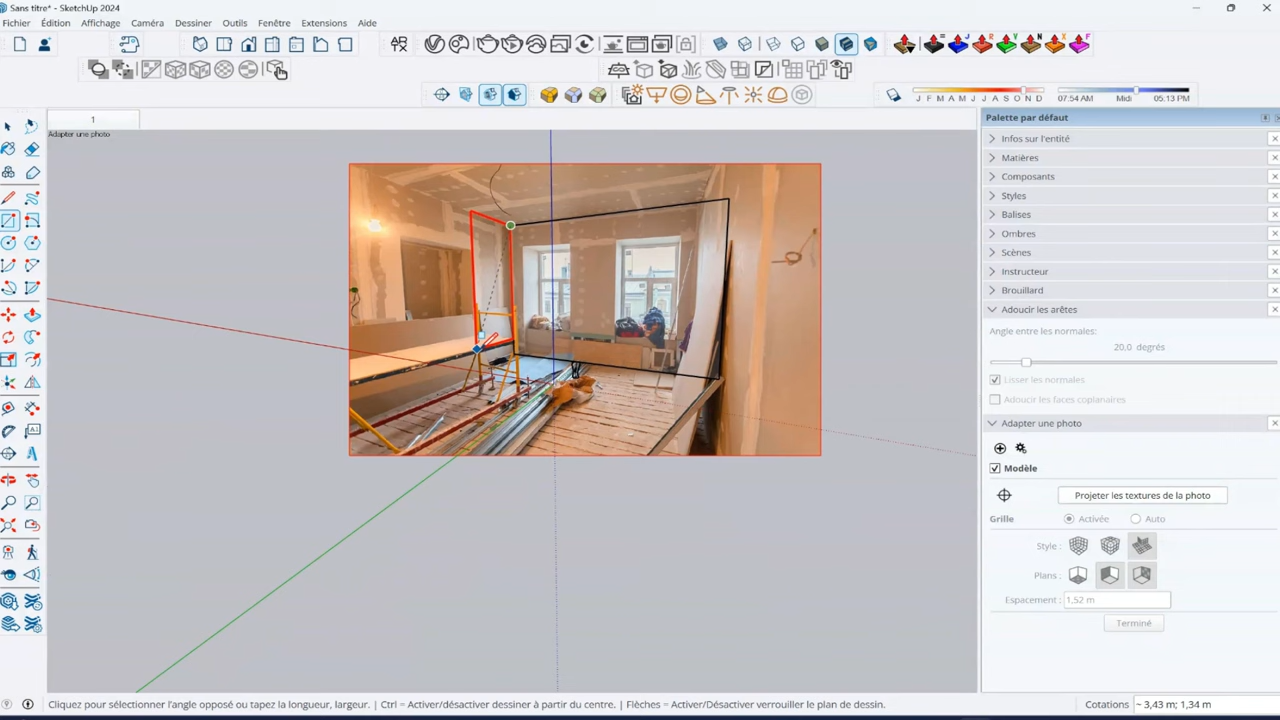 Sans titre* - SketchUp 2024
Fichier Édition Affichage Caméra Dessiner Outils Fenêtre Extensions Aide
= J R V N X F
J F M A M J J A S O N D 07:54 AM Midi 05:13 PM
1
Adapter une photo
Palette par défaut
Infos sur l'entité
Matières
Composants
Styles
Balises
Ombres
Scènes
Instructeur
Brouillard
Adoucir les arêtes
Angle entre les normales:
20,0 degrés
Lisser les normales
Adoucir les faces coplanaires
Adapter une photo
Modèle
Projeter les textures de la photo
Grille Activée Auto
Style :
Plans :
Espacement : 1,52 m
Terminé
Cliquez pour sélectionner l'angle opposé ou tapez la longueur, largeur. | Ctrl = Activer/désactiver dessiner à partir du centre. | Flèches = Activer/Désactiver verrouiller le plan de dessin. Cotations ~ 3,43 m; 1,34 m